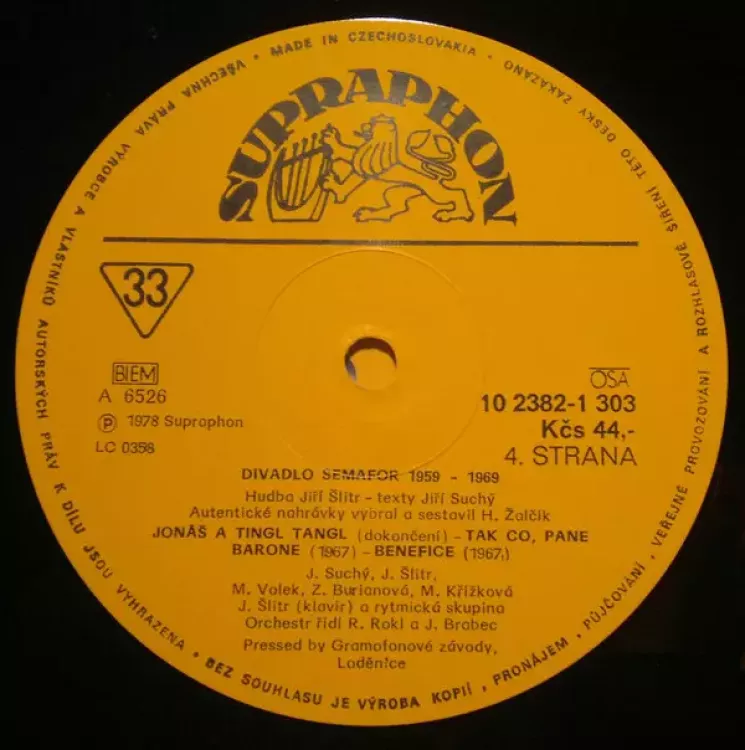 VŠECHNA PRÁVA VÝROBCE A VLASTNÍKŮ AUTORSKÝCH PRÁV K DÍLU JSOU VYHRAZENA • BEZ SOUHLASU JE VÝROBA KOPIÍ, PRONÁJEM, PŮJČOVÁNÍ, VEŘEJNÉ PROVOZOVÁNÍ A ROZHLASOVÉ ŠÍŘENÍ TÉTO DESKY ZAKÁZÁNO • MADE IN CZECHOSLOVAKIA •
SUPRAPHON
33
BIEM
A 6526
Ⓟ 1978 Suprophon
LC 0358
OSA
10 2382-1 303
Kčs 44,-
4. STRANA
DIVADLO SEMAFOR 1959 - 1969
Hudba Jiří Šlitr - texty Jiří Suchý
Autentické nahrávky vybral a sestavil H. Žalčík
JONÁŠ A TINGL TANGL (dokončení) - TAK CO, PANE
BARONE (1967) - BENEFICE (1967)
J. Suchý, J. Šlitr,
M. Volek, Z. Burianová, M. Křížková
J. Šlitr (klavír) a rytmická skupina
Orchestr řídí R. Rokl a J. Brabec
Pressed by Gramofonové závody,
Loděnice